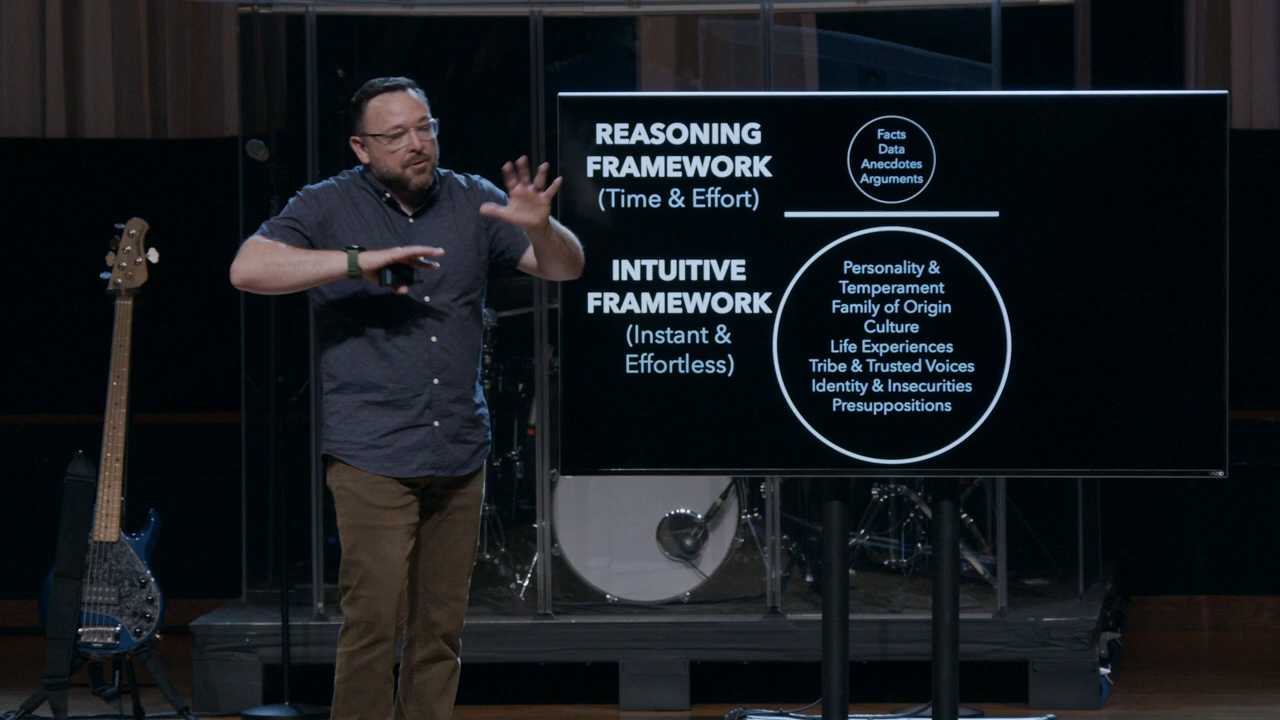 REASONING
FRAMEWORK
(Time & Effort)
Facts
Data
Anecdotes
Arguments
INTUITIVE
FRAMEWORK
(Instant &
Effortless)
Personality &
Temperament
Family of Origin
Culture
Life Experiences
Tribe & Trusted Voices
Identity & Insecurities
Presuppositions
VIZIO